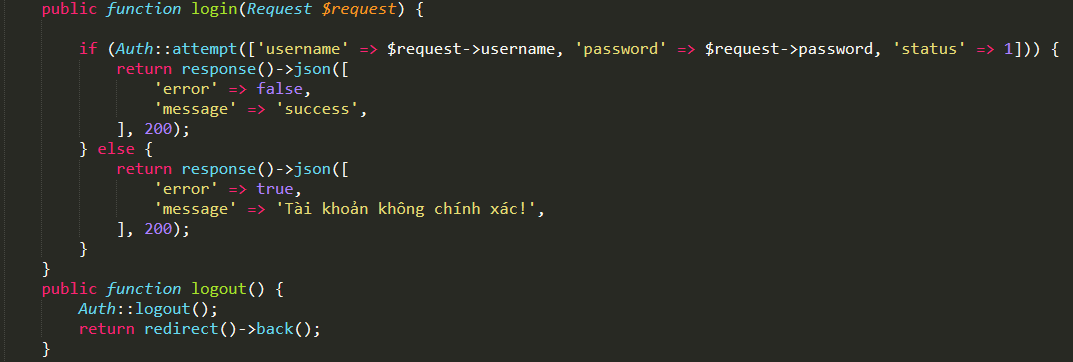 public function login(Request $request) {
if (Auth::attempt(['username' => $request->username, 'password' => $request->password, 'status' => 1])) {
return response()->json([
'error' => false,
'message' => 'success',
], 200);
} else {
return response()->json([
'error' => true,
'message' => 'Tài khoản không chính xác!',
], 200);
}
}
public function logout() {
Auth::logout();
return redirect()->back();
}